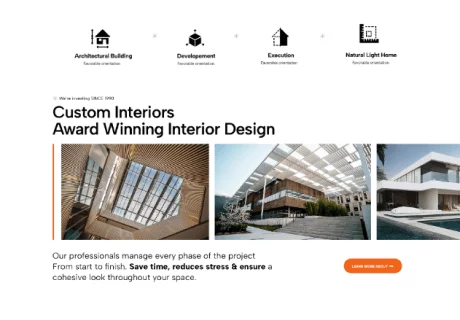 Architectural Building
Favorable orientation
Developement
Favorable orientation
Execution
Favorable orientation
Natural Light Home
Favorable orientation
We're investing SINCE 1990
Custom Interiors
Award Winning Interior Design
Our professionals manage every phase of the project
From start to finish. Save time, reduces stress & ensure a
cohesive look throughout your space.
LEARN MORE ABOUT